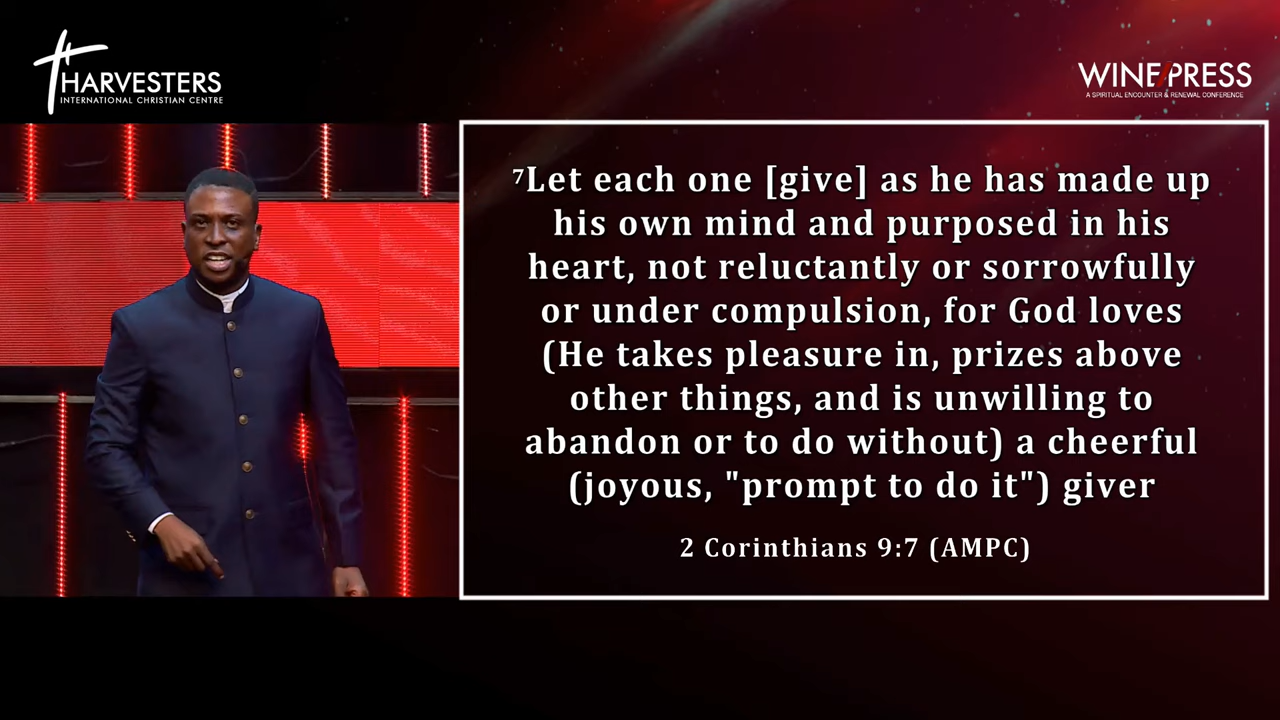 HARVESTERS
INTERNATIONAL CHRISTIAN CENTRE
WINE/PRESS
A SPIRITUAL ENCOUNTER & RENEWAL CONFERENCE
⁷Let each one [give] as he has made up
his own mind and purposed in his
heart, not reluctantly or sorrowfully
or under compulsion, for God loves
(He takes pleasure in, prizes above
other things, and is unwilling to
abandon or to do without) a cheerful
(joyous, "prompt to do it") giver
2 Corinthians 9:7 (AMPC)